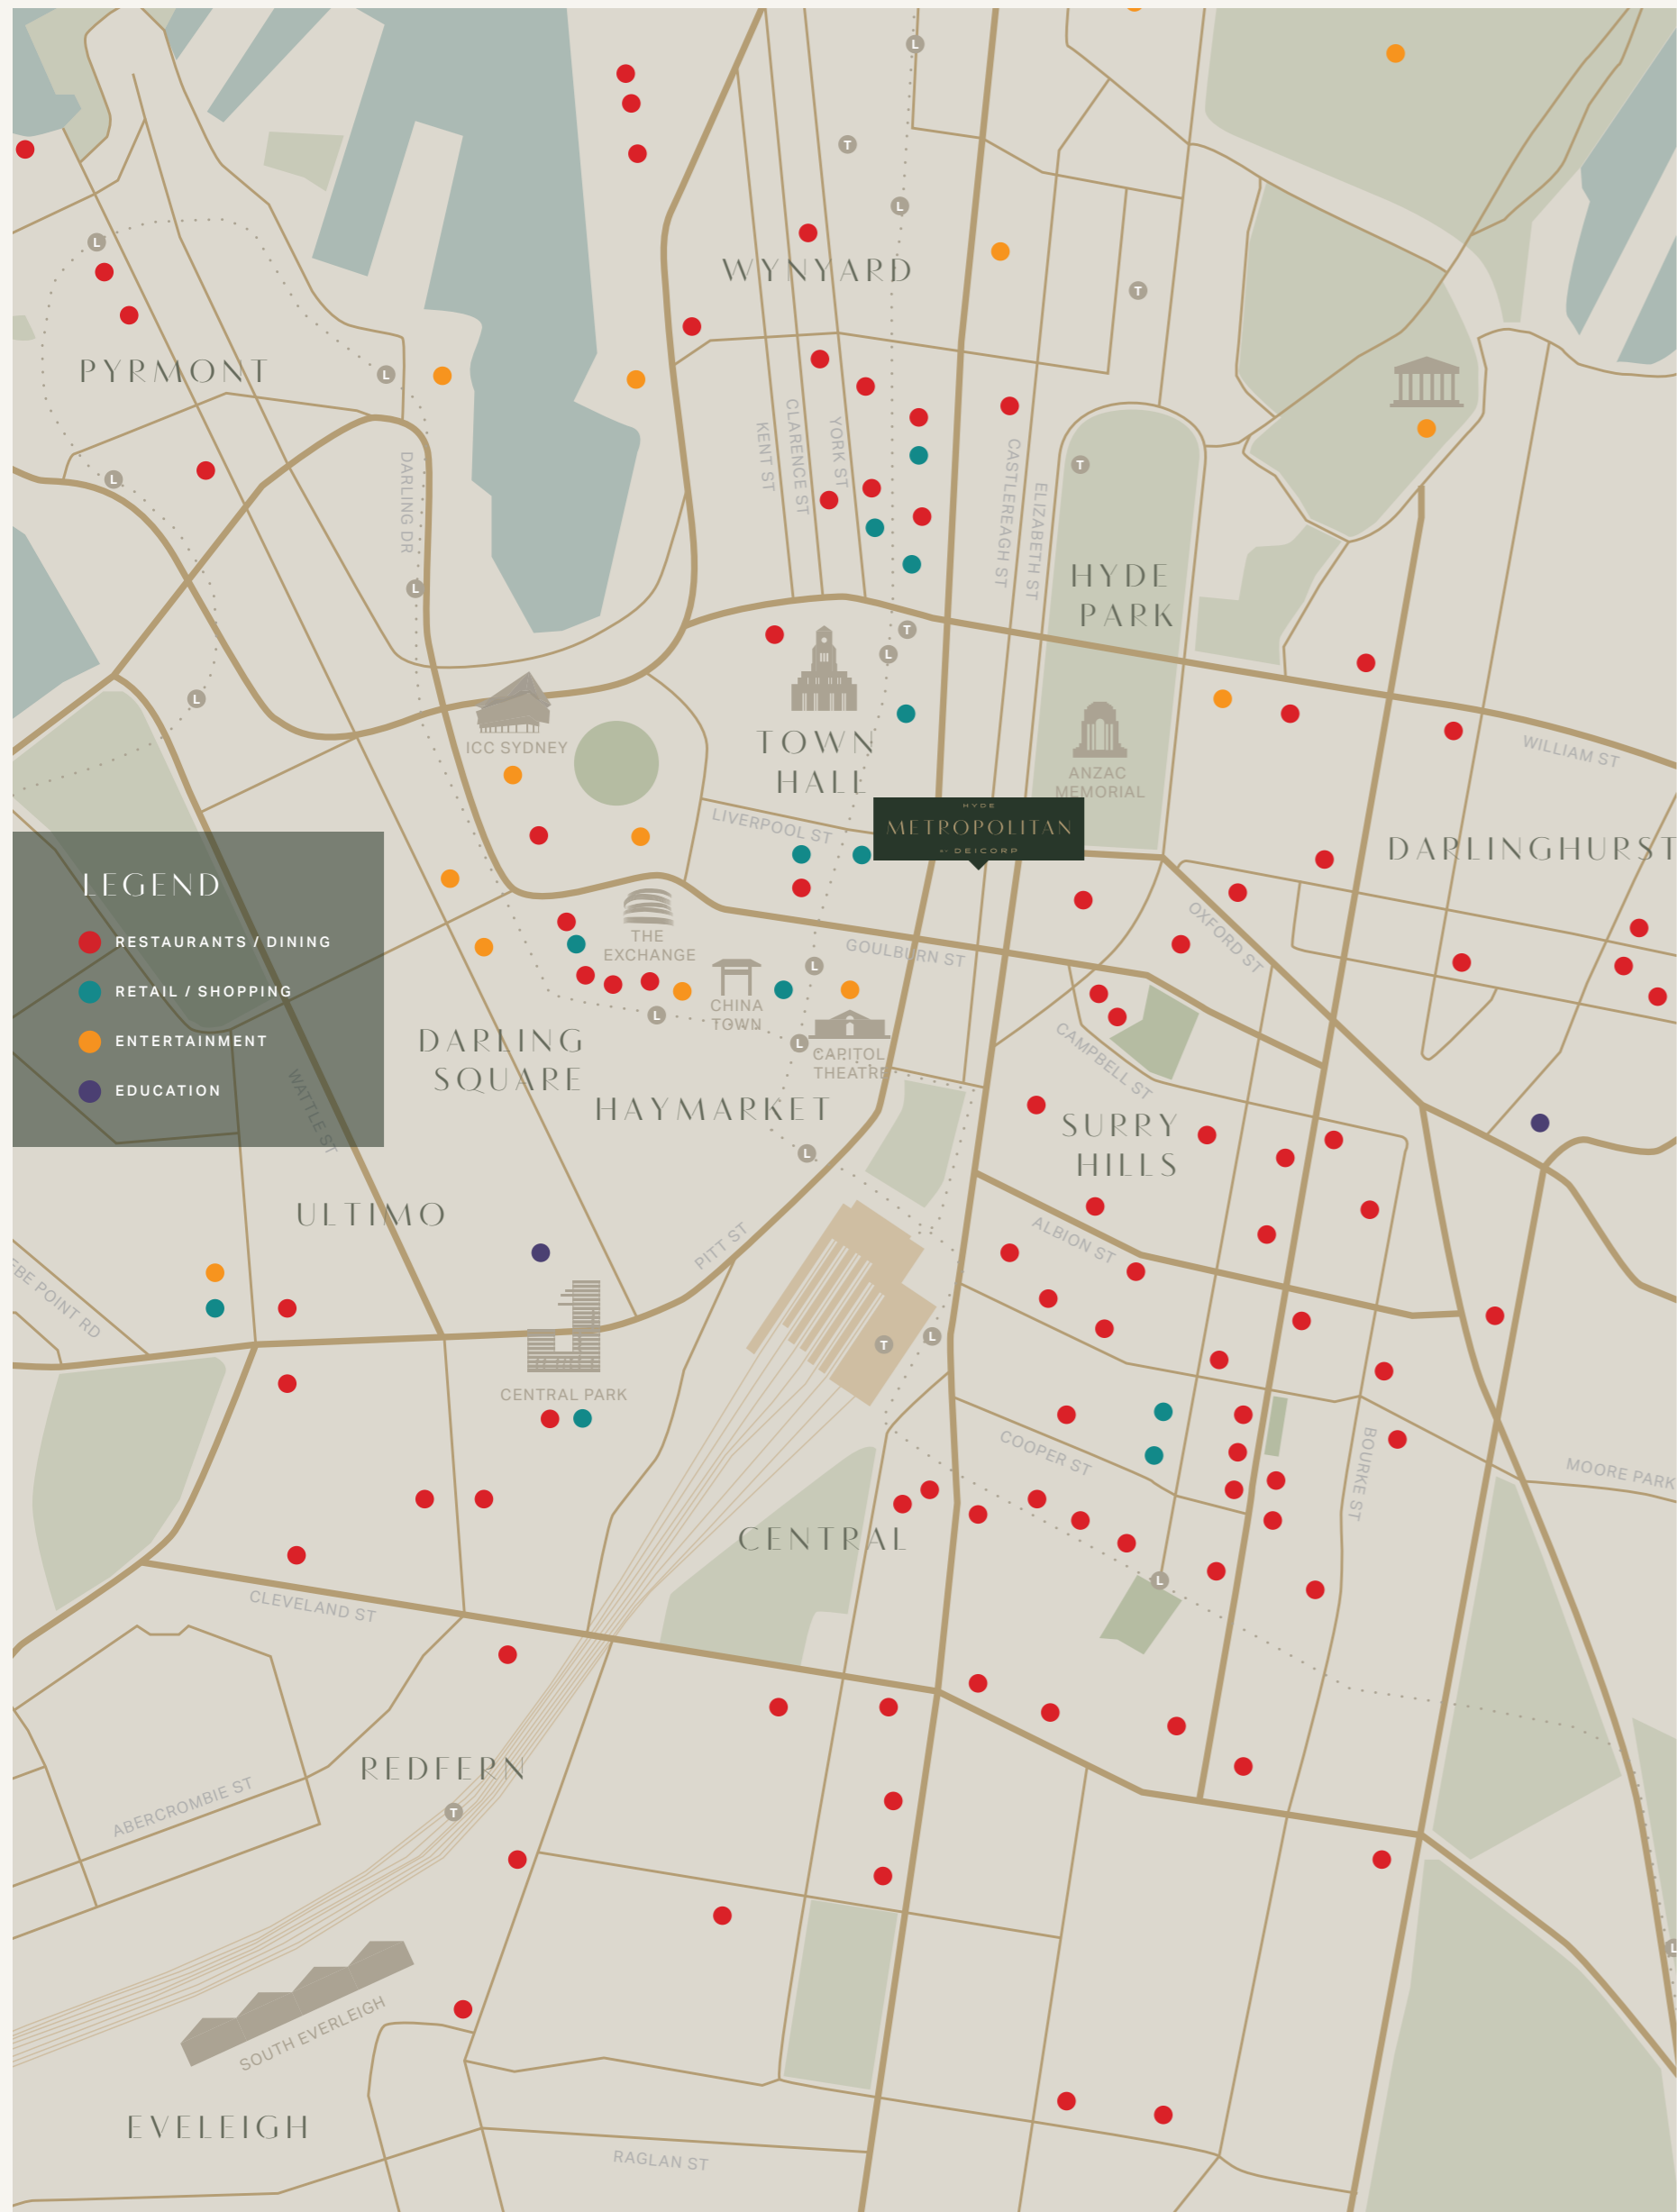 L
T
L
WYNYARD
L
T
PYRMONT
L
KENT ST
CLARENCE ST
YORK ST
CASTLEREAGH ST
ELIZABETH ST
T
DARLING DR
L
L
HYDE
PARK
T
L
L
ICC SYDNEY
TOWN
HALL
ANZAC
MEMORIAL
WILLIAM ST
LIVERPOOL ST
HYDE
METROPOLITAN
BY DEICORP
DARLINGHURST
LEGEND
RESTAURANTS / DINING
RETAIL / SHOPPING
ENTERTAINMENT
EDUCATION
THE
EXCHANGE
GOULBURN ST
OXFORD ST
L
CHINA
TOWN
L
DARLING
SQUARE
L
CAPITOL
THEATRE
CAMPBELL ST
WATTLE ST
HAYMARKET
SURRY
HILLS
L
ULTIMO
PITT ST
ALBION ST
EBE POINT RD
T
L
CENTRAL PARK
COOPER ST
BOURKE ST
MOORE PARK
CENTRAL
L
CLEVELAND ST
REDFERN
T
ABERCROMBIE ST
L
SOUTH EVERLEIGH
EVELEIGH
RAGLAN ST